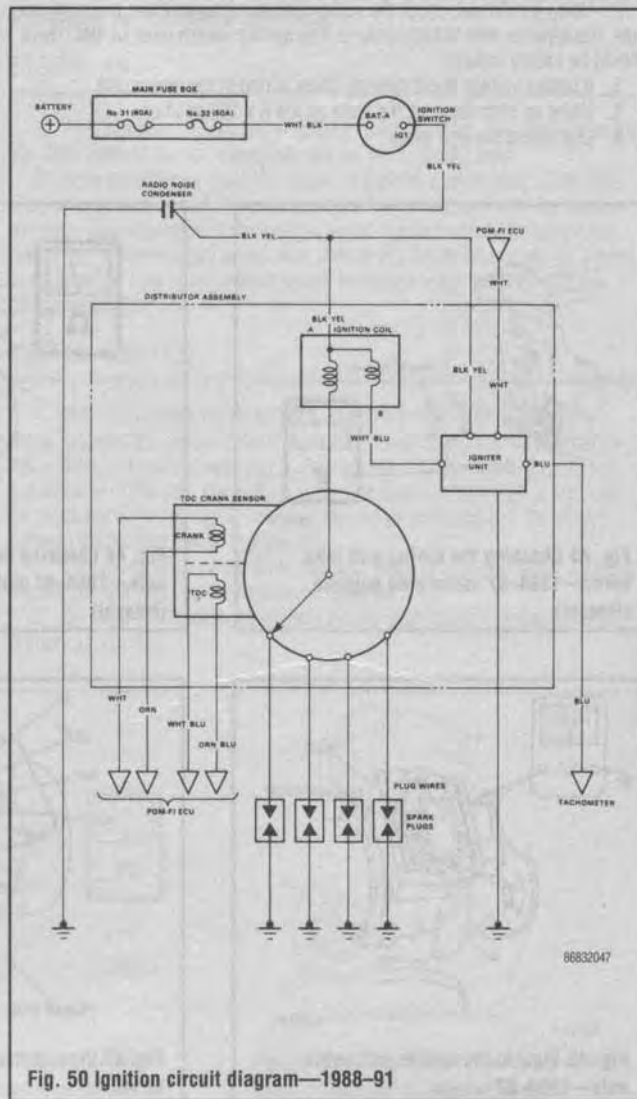 MAIN FUSE BOX
BATTERY
No. 31 (80A)
No. 32 (50A)
WHT BLK
BAT-A
IG1
IGNITION
SWITCH
BLK YEL
RADIO NOISE
CONDENSER
BLK YEL
PGM-FI ECU
WHT
DISTRIBUTOR ASSEMBLY
BLK YEL
A
IGNITION COIL
BLK YEL
WHT
B
WHT BLU
IGNITER
UNIT
BLU
TDC CRANK SENSOR
CRANK
TDC
WHT
ORN
WHT BLU
ORN BLU
BLU
PGM-FI ECU
PLUG WIRES
SPARK
PLUGS
TACHOMETER
86832047
Fig. 50 Ignition circuit diagram—1988-91